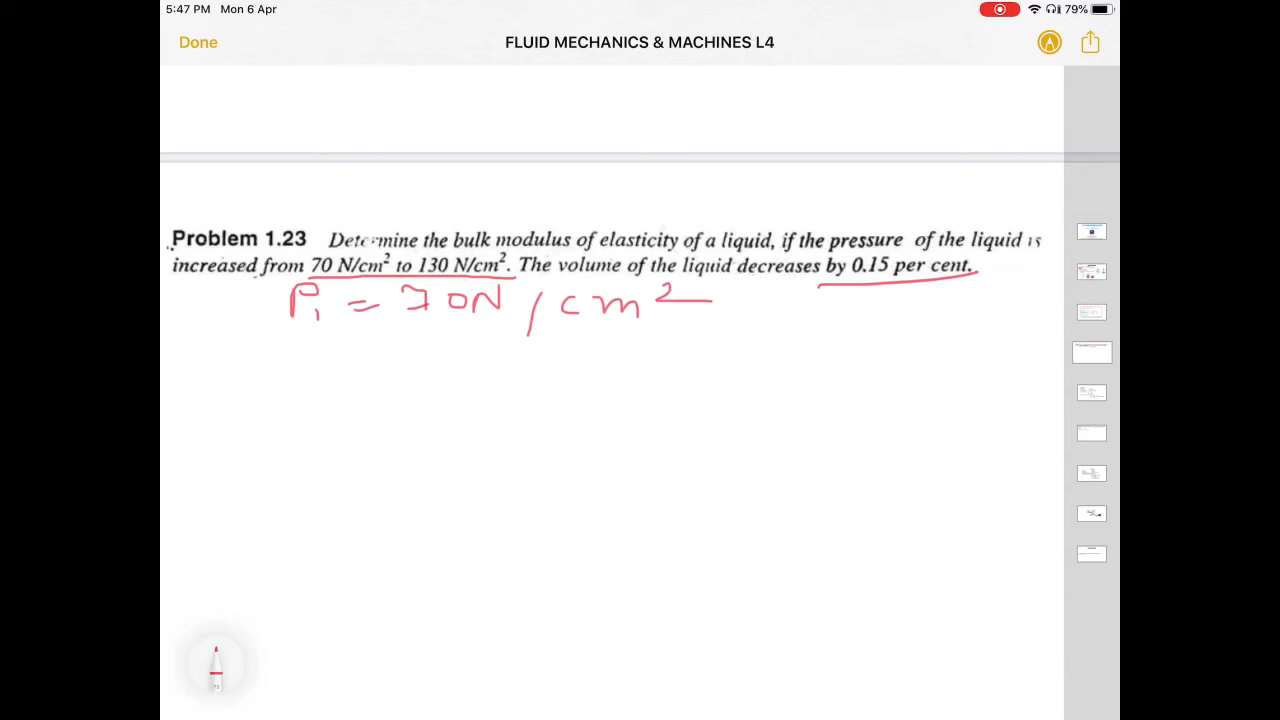 5:47 PM Mon 6 Apr
79%
Done
FLUID MECHANICS & MACHINES L4
Problem 1.23 Determine the bulk modulus of elasticity of a liquid, if the pressure of the liquid is
increased from 70 N/cm² to 130 N/cm². The volume of the liquid decreases by 0.15 per cent.
P₁ = 70N/cm²